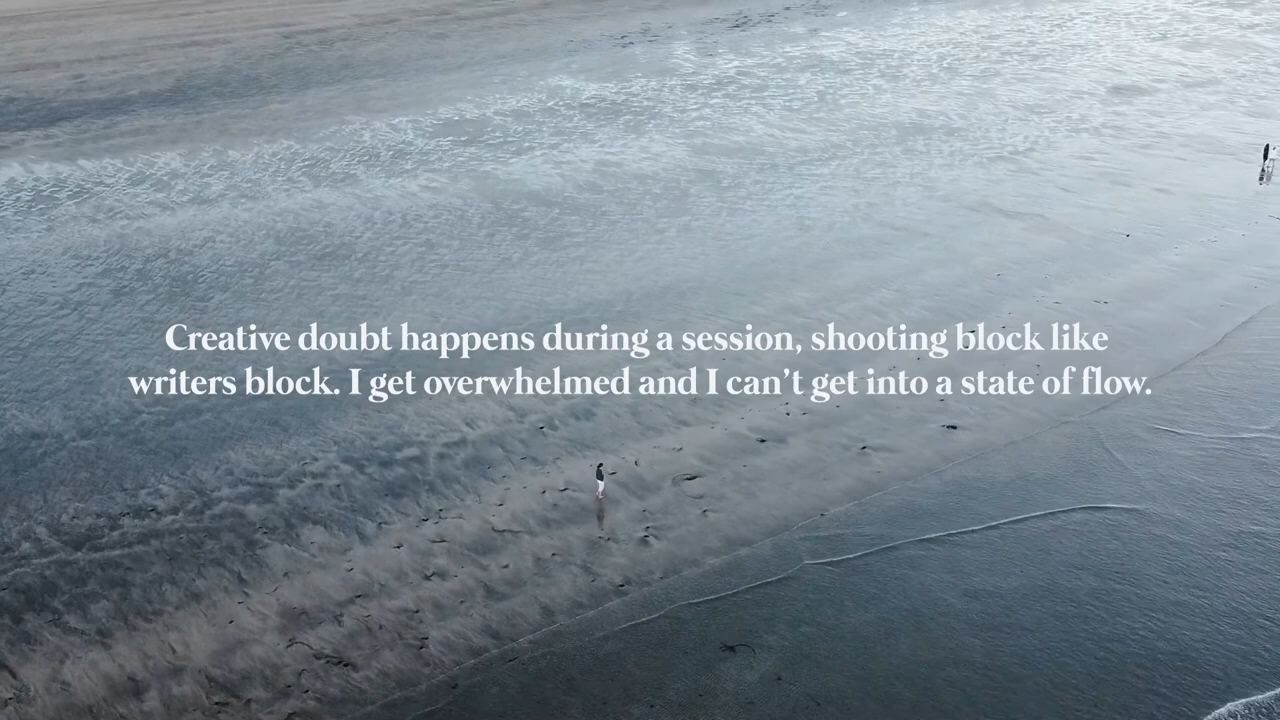 Creative doubt happens during a session, shooting block like
writers block. I get overwhelmed and I can’t get into a state of flow.